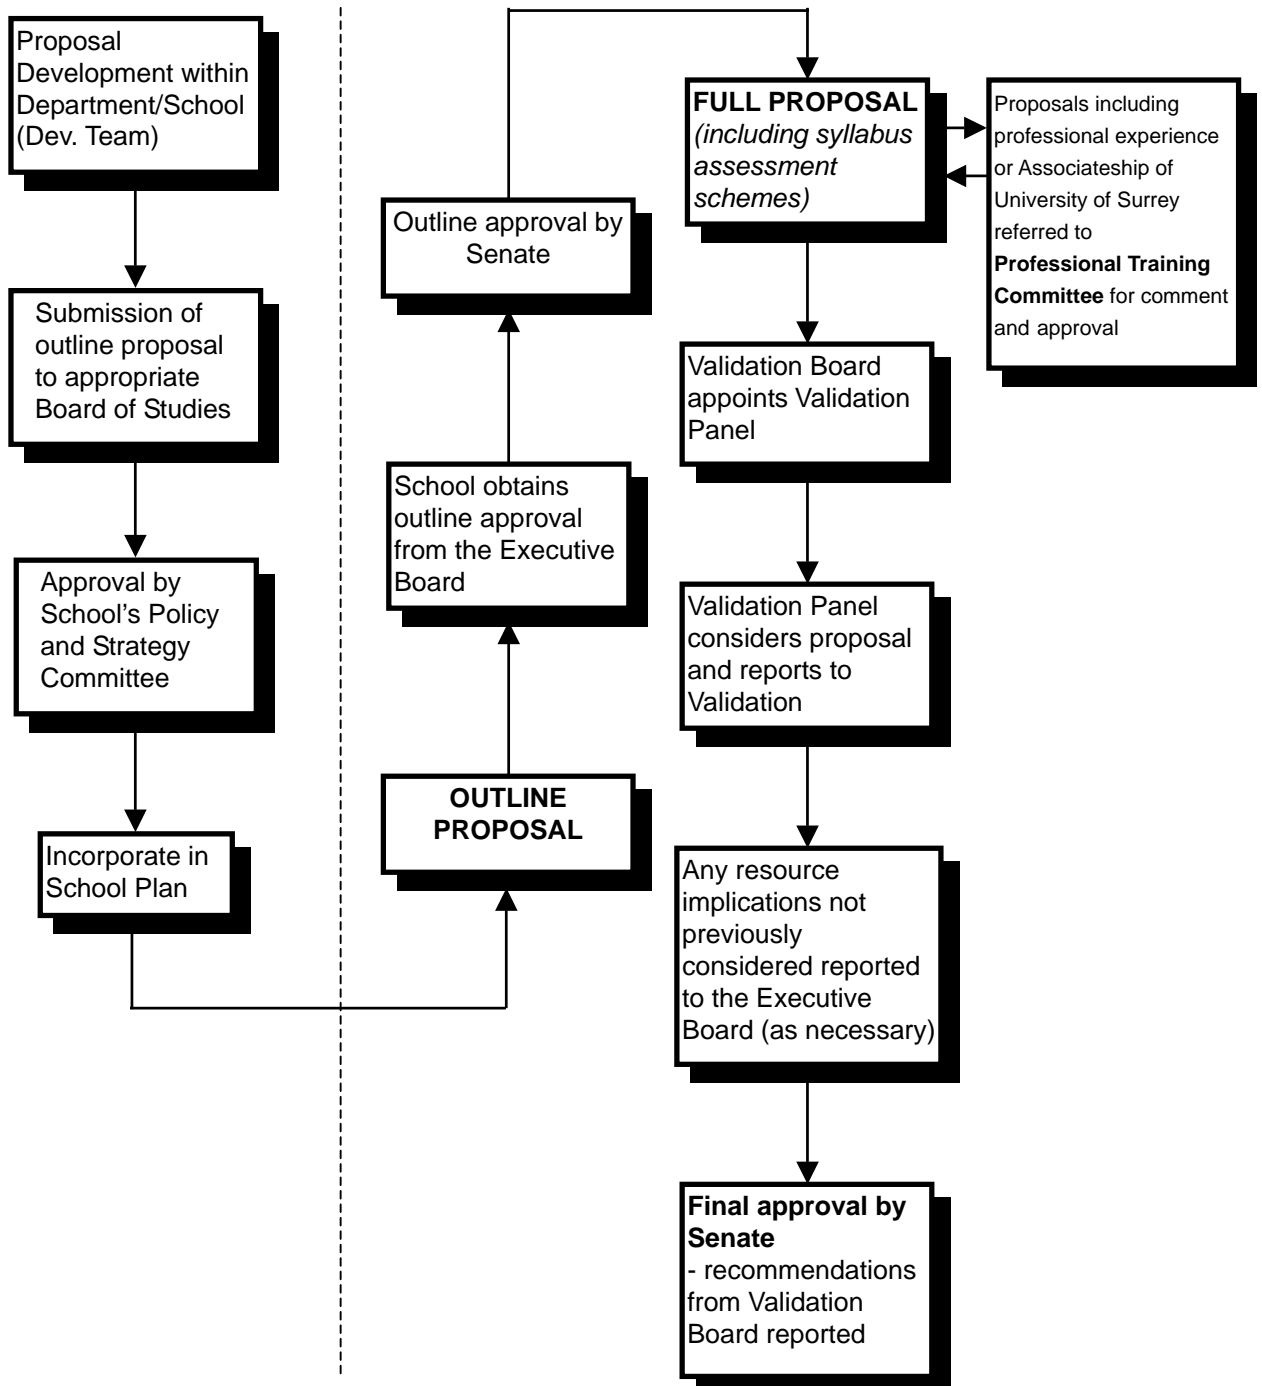 Proposal
Development within
Department/School
(Dev. Team)
Submission of
outline proposal
to appropriate
Board of Studies
Approval by
School’s Policy
and Strategy
Committee
Incorporate in
School Plan
OUTLINE
PROPOSAL
School obtains
outline approval
from the Executive
Board
Outline approval by
Senate
FULL PROPOSAL
(including syllabus
assessment
schemes)
Proposals including
professional experience
or Associateship of
University of Surrey
referred to
Professional Training
Committee for comment
and approval
Validation Board
appoints Validation
Panel
Validation Panel
considers proposal
and reports to
Validation
Any resource
implications not
previously
considered reported
to the Executive
Board (as necessary)
Final approval by
Senate
- recommendations
from Validation
Board reported